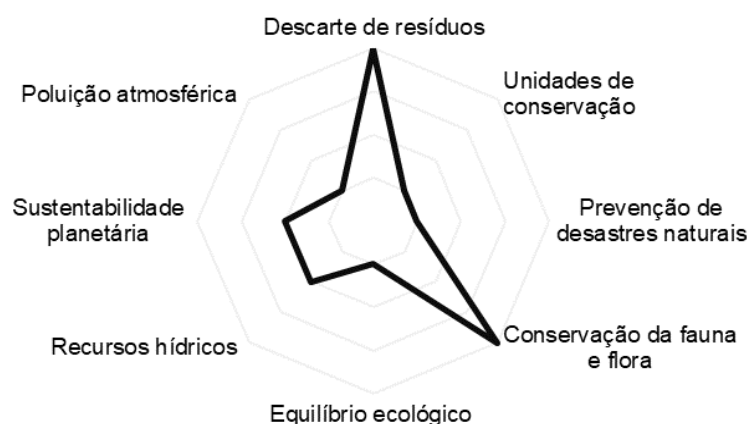 Descarte de resíduos
Unidades de
conservação
Poluição atmosférica
Sustentabilidade
planetária
Prevenção de
desastres naturais
Recursos hídricos
Conservação da fauna
e flora
Equilíbrio ecológico